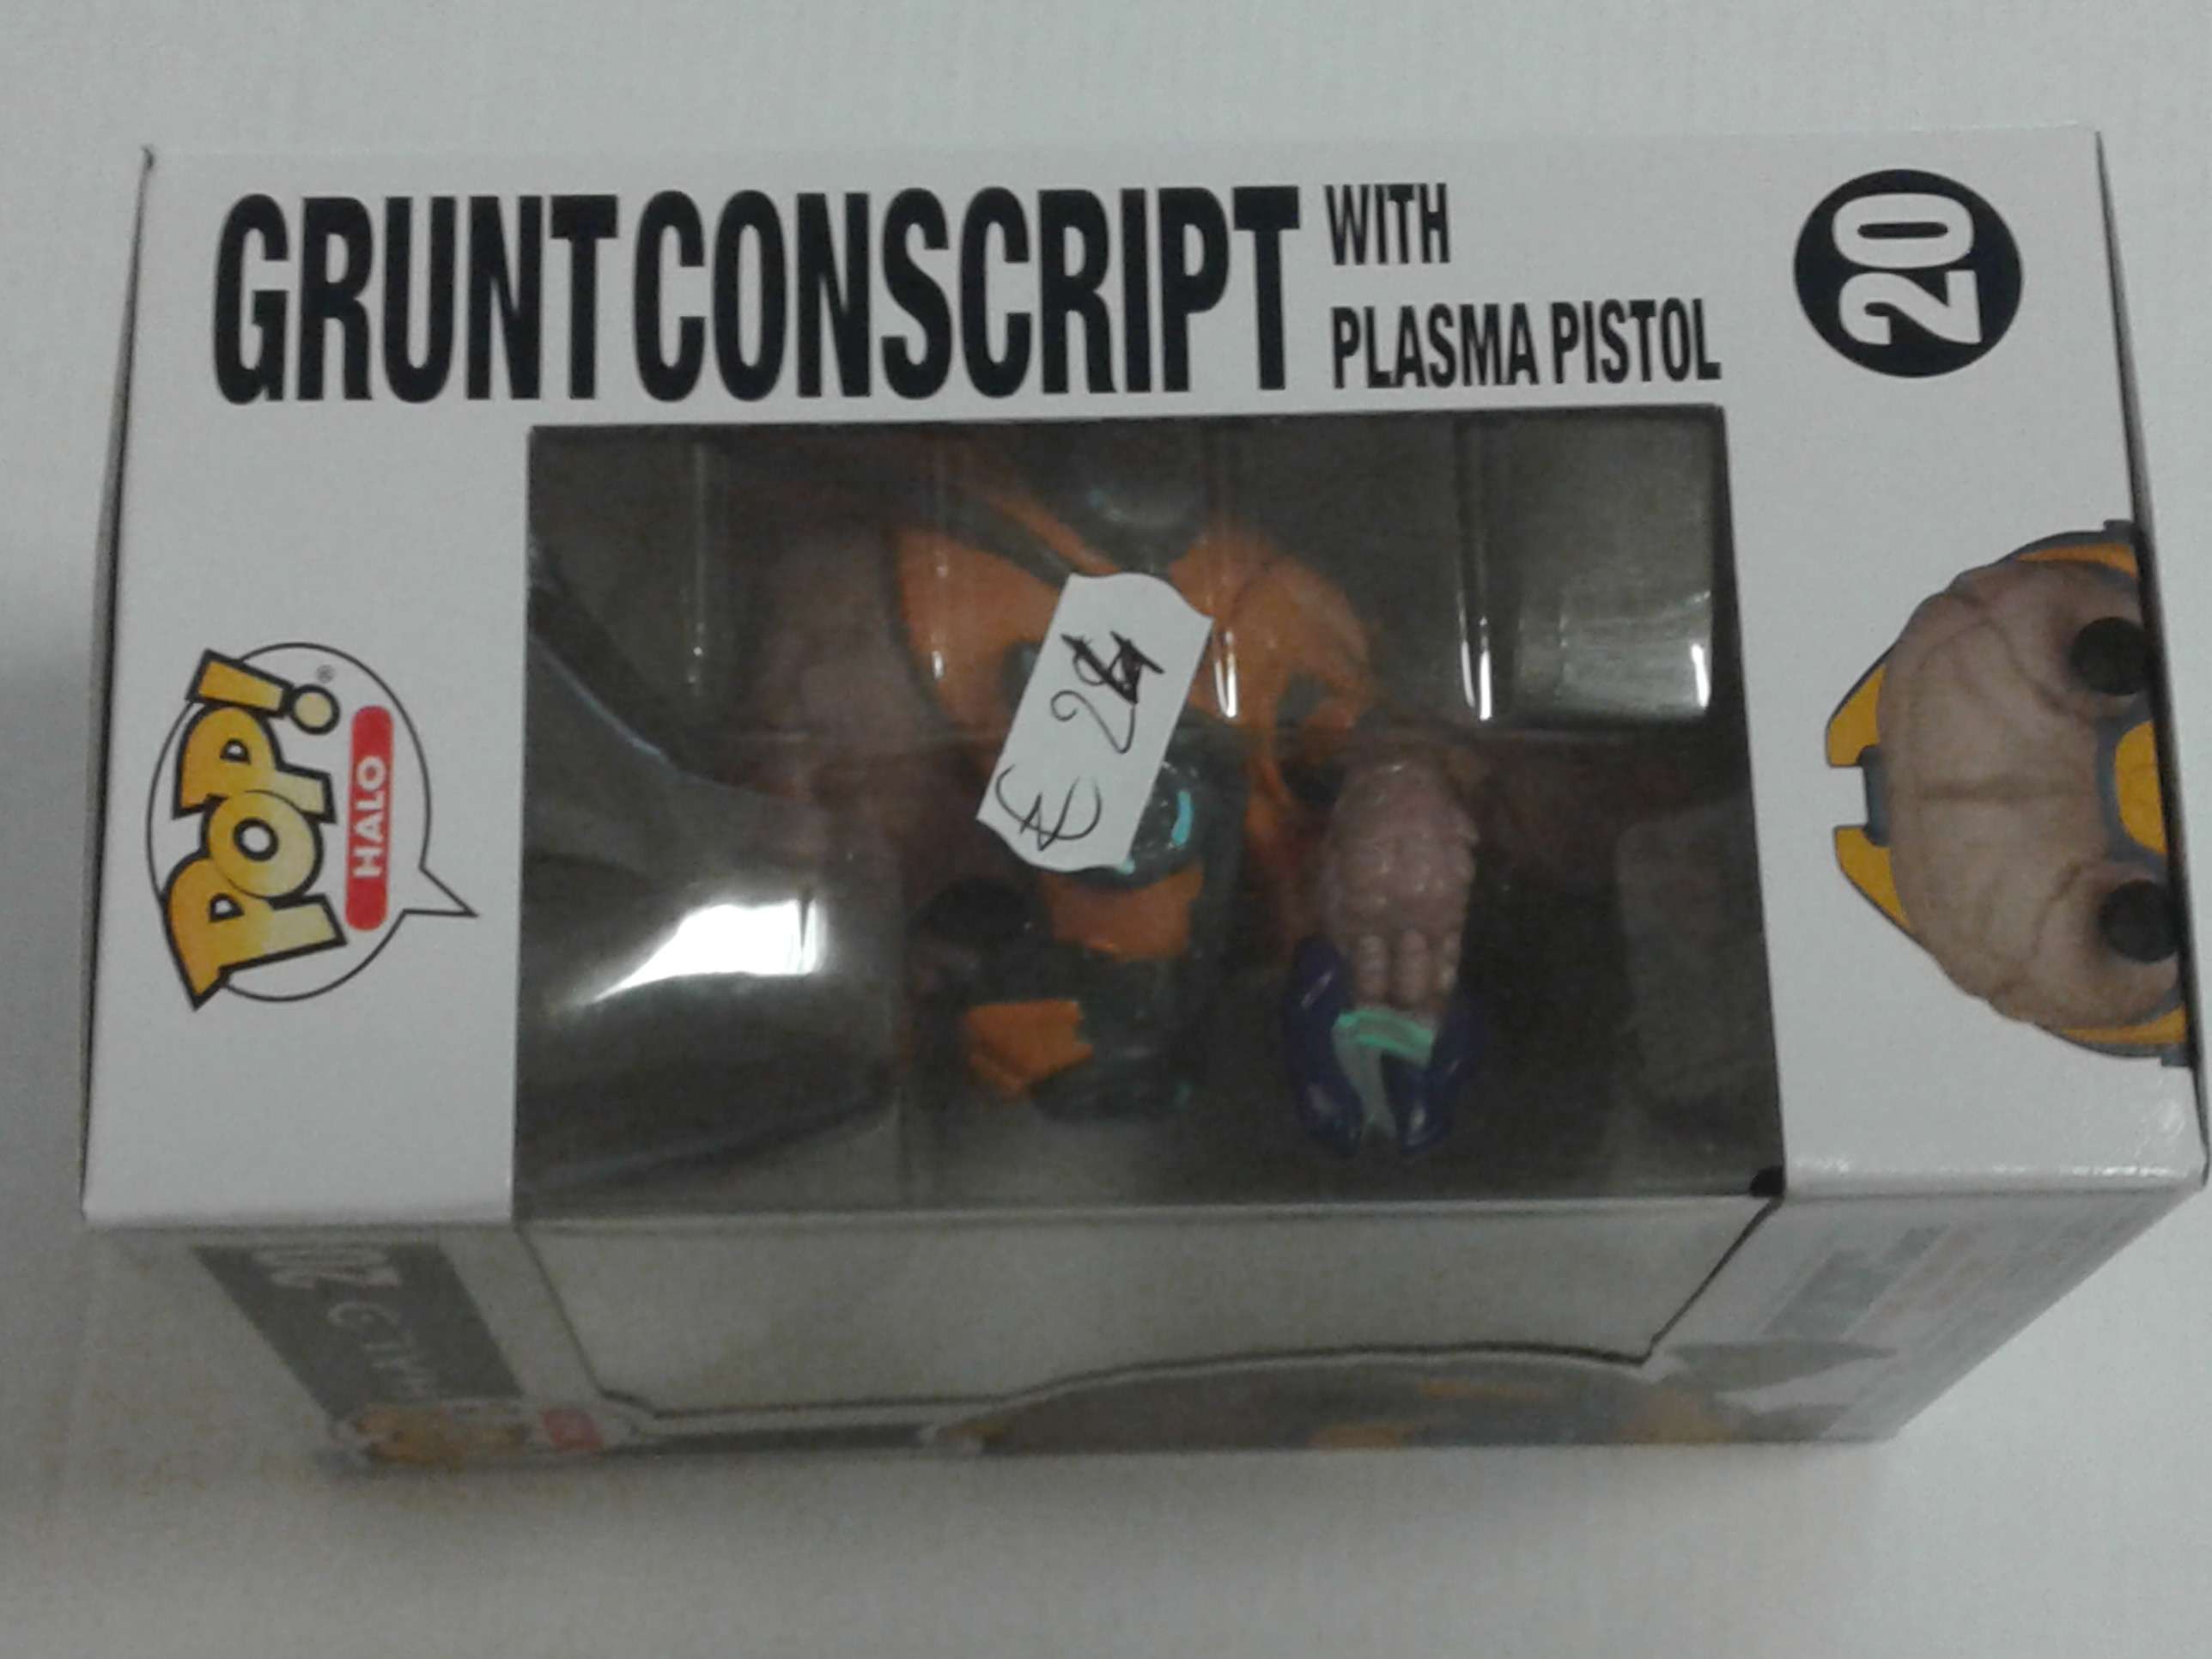 GRUNT CONSCRIPT
WITH
PLASMA PISTOL
20
POP!
HALO
€